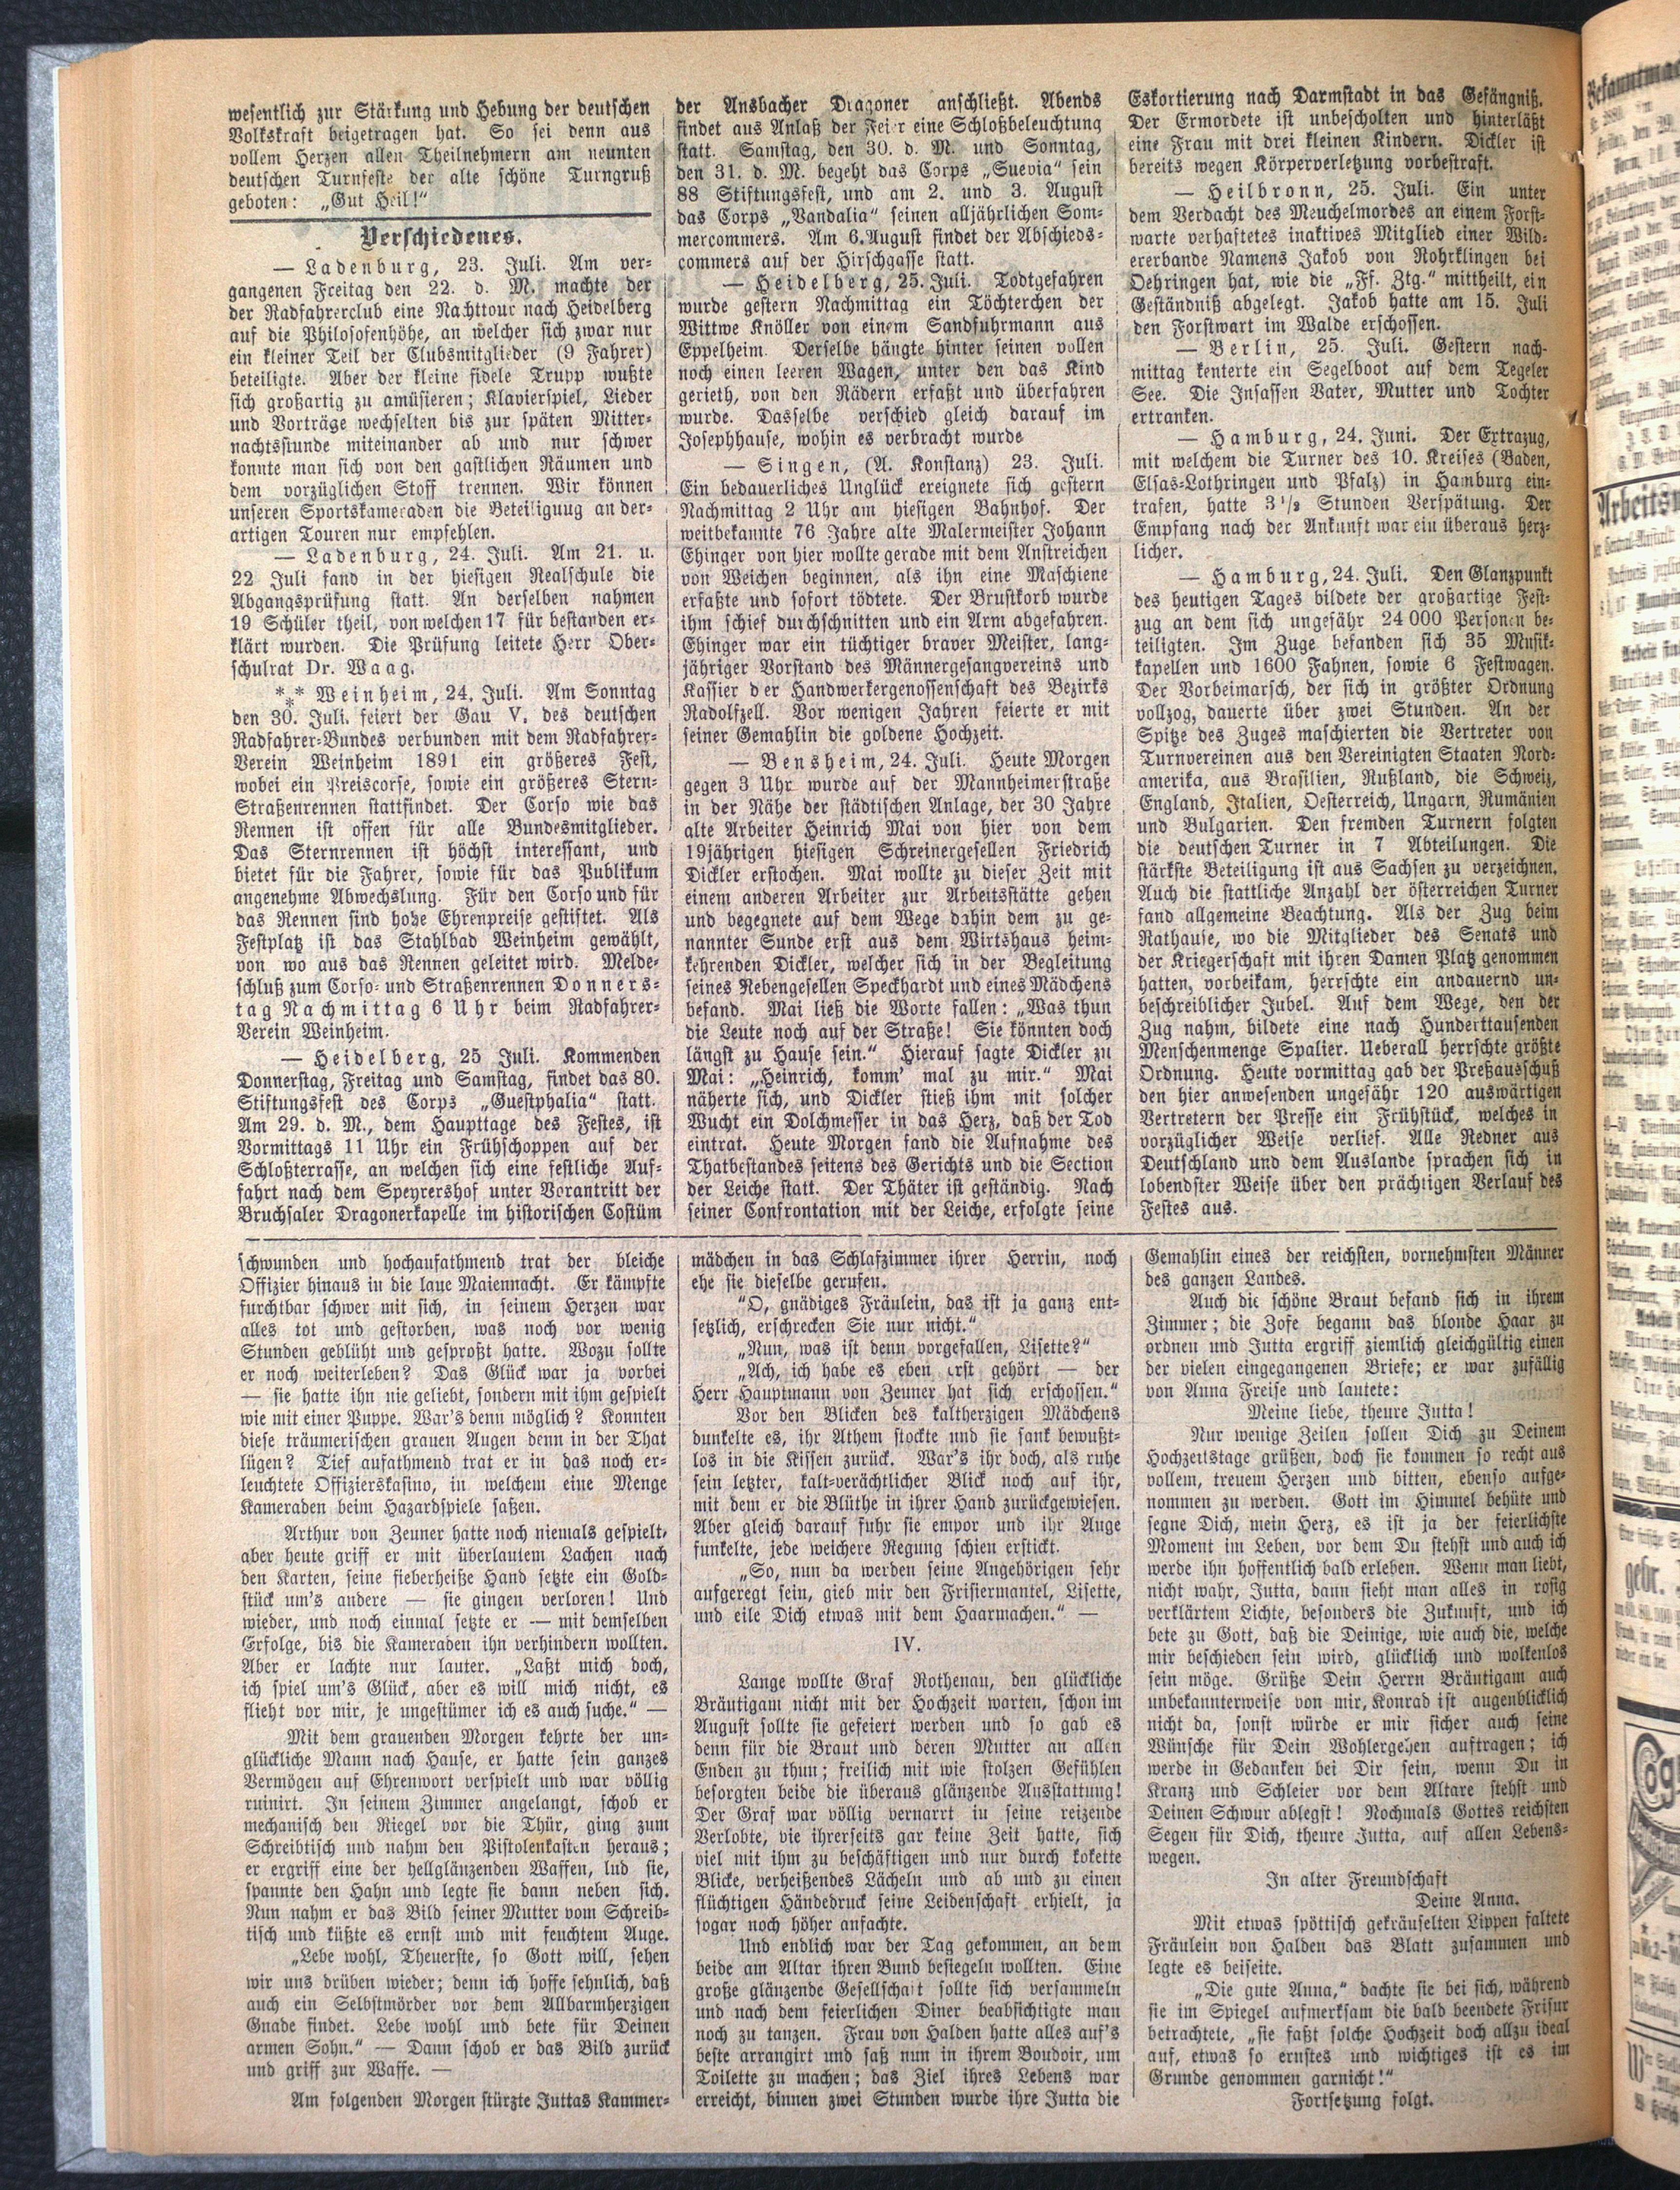 wesentlich zur Stärkung und Hebung der deutschen
Volkskraft beigetragen hat. So sei denn aus
vollem Herzen allen Theilnehmern am neunten
deutschen Turnfeste der alte schöne Turngruß
geboten: „Gut Heil!“
Verschiedenes.
— Ladenburg, 23. Juli. Am ver-
gangenen Freitag den 22. d. M. machte der
der Radfahrerclub eine Nachttour nach Heidelberg
auf die Philosofenhöhe, an welcher sich zwar nur
ein kleiner Teil der Clubsmitglieder (9 Fahrer)
beteiligte. Aber der kleine fidele Trupp wußte
sich großartig zu amüsieren; Klavierspiel, Lieder
und Vorträge wechselten bis zur späten Mitter-
nachtsstunde miteinander ab und nur schwer
konnte man sich von den gastlichen Räumen und
dem vorzüglichen Stoff trennen. Wir können
unseren Sportskameraden die Beteiliguug an der-
artigen Touren nur empfehlen.
— Ladenburg, 24. Juli. Am 21. u.
22 Juli fand in der hiesigen Realschule die
Abgangsprüfung statt. An derselben nahmen
19 Schüler theil, von welchen 17 für bestanden er-
klärt wurden. Die Prüfung leitete Herr Ober-
schulrat Dr. Waag.
*** Weinheim, 24. Juli. Am Sonntag
den 30. Juli feiert der Gau V. des deutschen
Radfahrer-Bundes verbunden mit dem Radfahrer-
Verein Weinheim 1891 ein größeres Fest,
wobei ein Preiscorse, sowie ein größeres Stern-
Straßenrennen stattfindet. Der Corso wie das
Rennen ist offen für alle Bundesmitglieder.
Das Sternrennen ist höchst interessant, und
bietet für die Fahrer, sowie für das Publikum
angenehme Abwechslung. Für den Corso und für
das Rennen sind hohe Ehrenpreise gestiftet. Als
Festplatz ist das Stahlbad Weinheim gewählt,
von wo aus das Rennen geleitet wird. Melde-
schluß zum Corso- und Straßenrennen Donners-
tag Nachmittag 6 Uhr beim Radfahrer-
Verein Weinheim.
— Heidelberg, 25 Juli. Kommenden
Donnerstag, Freitag und Samstag, findet das 80.
Stiftungsfest des Corps „Guestphalia“ statt.
Am 29. d. M., dem Haupttage des Festes, ist
Vormittags 11 Uhr ein Frühschoppen auf der
Schloßterrasse, an welchen sich eine festliche Auf-
fahrt nach dem Speyrershof unter Vorantritt der
Bruchsaler Dragonerkapelle im historischen Costüm
der Ansbacher Dragoner anschließt. Abends
findet aus Anlaß der Feier eine Schloßbeleuchtung
statt. Samstag, den 30. d. M. und Sonntag,
den 31. d. M. begeht das Corps „Suevia“ sein
88 Stiftungsfest, und am 2. und 3. August
das Corps „Vandalia“ seinen alljährlichen Som-
mercommers. Am 6. August findet der Abschieds-
commers auf der Hirschgasse statt.
— Heidelberg, 25. Juli. Todtgefahren
wurde gestern Nachmittag ein Töchterchen der
Wittwe Knöller von einem Sandfuhrmann aus
Eppelheim. Derselbe hängte hinter seinen vollen
noch einen leeren Wagen, unter den das Kind
gerieth, von den Rädern erfaßt und überfahren
wurde. Dasselbe verschied gleich darauf im
Josephhause, wohin es verbracht wurde
— Singen, (A. Konstanz) 23. Juli.
Ein bedauerliches Unglück ereignete sich gestern
Nachmittag 2 Uhr am hiesigen Bahnhof. Der
weitbekannte 76 Jahre alte Malermeister Johann
Ehinger von hier wollte gerade mit dem Anstreichen
von Weichen beginnen, als ihn eine Maschiene
erfaßte und sofort tödtete. Der Brustkorb wurde
ihm schief durchschnitten und ein Arm abgefahren.
Ehinger war ein tüchtiger braver Meister, lang-
jähriger Vorstand des Männergesangvereins und
Kassier der Handwerkergenossenschaft des Bezirks
Radolfzell. Vor wenigen Jahren feierte er mit
seiner Gemahlin die goldene Hochzeit.
— Bensheim, 24. Juli. Heute Morgen
gegen 3 Uhr wurde auf der Mannheimerstraße
in der Nähe der städtischen Anlage, der 30 Jahre
alte Arbeiter Heinrich Mai von hier von dem
19jährigen hiesigen Schreinergesellen Friedrich
Dickler erstochen. Mai wollte zu dieser Zeit mit
einem anderen Arbeiter zur Arbeitsstätte gehen
und begegnete auf dem Wege dahin dem zu ge-
nannter Sunde erst aus dem Wirtshaus heim-
kehrenden Dickler, welcher sich in der Begleitung
seines Nebengesellen Speckhardt und eines Mädchens
befand. Mai ließ die Worte fallen: „Was thun
die Leute noch auf der Straße! Sie könnten doch
längst zu Hause sein.“ Hierauf sagte Dickler zu
Mai: „Heinrich, komm' mal zu mir.“ Mai
näherte sich, und Dickler stieß ihm mit solcher
Wucht ein Dolchmesser in das Herz, daß der Tod
eintrat. Heute Morgen fand die Aufnahme des
Thatbestandes seitens des Gerichts und die Section
der Leiche statt. Der Thäter ist geständig. Nach
seiner Confrontation mit der Leiche, erfolgte seine
Eskortierung nach Darmstadt in das Gefängniß.
Der Ermordete ist unbescholten und hinterläßt
eine Frau mit drei kleinen Kindern. Dickler ist
bereits wegen Körperverletzung vorbestraft.
— Heilbronn, 25. Juli. Ein unter
dem Verdacht des Meuchelmordes an einem Forst-
warte verhaftetes inaktives Mitglied einer Wild-
ererbande Namens Jakob von Rohrklingen bei
Oehringen hat, wie die „Ff. Ztg.“ mittheilt, ein
Geständniß abgelegt. Jakob hatte am 15. Juli
den Forstwart im Walde erschossen.
— Berlin, 25. Juli. Gestern nach-
mittag kenterte ein Segelboot auf dem Tegeler
See. Die Insassen Vater, Mutter und Tochter
ertranken.
— Hamburg, 24. Juni. Der Extrazug,
mit welchem die Turner des 10. Kreises (Baden,
Elsas-Lothringen und Pfalz) in Hamburg ein-
trafen, hatte 3 1/2 Stunden Verspätung. Der
Empfang nach der Ankunft war ein überaus herz-
licher.
— Hamburg, 24. Juli. Den Glanzpunkt
des heutigen Tages bildete der großartige Fest-
zug an dem sich ungefähr 24 000 Personen be-
teiligten. Im Zuge befanden sich 35 Musik-
kapellen und 1600 Fahnen, sowie 6 Festwagen.
Der Vorbeimarsch, der sich in größter Ordnung
vollzog, dauerte über zwei Stunden. An der
Spitze des Zuges maschierten die Vertreter von
Turnvereinen aus den Vereinigten Staaten Nord-
amerika, aus Brasilien, Rußland, die Schweiz,
England, Italien, Oesterreich, Ungarn, Rumänien
und Bulgarien. Den fremden Turnern folgten
die deutschen Turner in 7 Abteilungen. Die
stärkste Beteiligung ist aus Sachsen zu verzeichnen.
Auch die stattliche Anzahl der österreichen Turner
fand allgemeine Beachtung. Als der Zug beim
Rathause, wo die Mitglieder des Senats und
der Kriegerschaft mit ihren Damen Platz genommen
hatten, vorbeikam, herrschte ein andauernd un-
beschreiblicher Jubel. Auf dem Wege, den der
Zug nahm, bildete eine nach Hunderttausenden
Menschenmenge Spalier. Ueberall herrschte größte
Ordnung. Heute vormittag gab der Preßausschuß
den hier anwesenden ungefähr 120 auswärtigen
Vertretern der Presse ein Frühstück, welches in
vorzüglicher Weise verlief. Alle Redner aus
Deutschland und dem Auslande sprachen sich in
lobendster Weise über den prächtigen Verlauf des
Festes aus.
schwunden und hochaufathmend trat der bleiche
Offizier hinaus in die laue Maiennacht. Er kämpfte
furchtbar schwer mit sich, in seinem Herzen war
alles tot und gestorben, was noch vor wenig
Stunden geblüht und gesproßt hatte. Wozu sollte
er noch weiterleben? Das Glück war ja vorbei
— sie hatte ihn nie geliebt, sondern mit ihm gespielt
wie mit einer Puppe. War's denn möglich? Konnten
diese träumerischen grauen Augen denn in der That
lügen? Tief aufathmend trat er in das noch er-
leuchtete Offizierskasino, in welchem eine Menge
Kameraden beim Hazardspiele saßen.
Arthur von Zeuner hatte noch niemals gespielt,
aber heute griff er mit überlautem Lachen nach
den Karten, seine fieberheiße Hand setzte ein Gold-
stück um's andere — sie gingen verloren! Und
wieder, und noch einmal setzte er — mit demselben
Erfolge, bis die Kameraden ihn verhindern wollten.
Aber er lachte nur lauter. „Laßt mich doch,
ich spiel um's Glück, aber es will mich nicht, es
flieht vor mir, je ungestümer ich es auch suche.“ —
Mit dem grauenden Morgen kehrte der un-
glückliche Mann nach Hause, er hatte sein ganzes
Vermögen auf Ehrenwort verspielt und war völlig
ruinirt. In seinem Zimmer angelangt, schob er
mechanisch den Riegel vor die Thür, ging zum
Schreibtisch und nahm den Pistolenkasten heraus;
er ergriff eine der hellglänzenden Waffen, lud sie,
spannte den Hahn und legte sie dann neben sich.
Nun nahm er das Bild seiner Mutter vom Schreib-
tisch und küßte es ernst und mit feuchtem Auge.
„Lebe wohl, Theuerste, so Gott will, sehen
wir uns drüben wieder; denn ich hoffe sehnlich, daß
auch ein Selbstmörder vor dem Allbarmherzigen
Gnade findet. Lebe wohl und bete für Deinen
armen Sohn.“ — Dann schob er das Bild zurück
und griff zur Waffe. —
Am folgenden Morgen stürzte Juttas Kammer-
mädchen in das Schlafzimmer ihrer Herrin, noch
ehe sie dieselbe gerufen.
“O, gnädiges Fräulein, das ist ja ganz ent-
setzlich, erschrecken Sie nur nicht.“
„Nun, was ist denn vorgefallen, Lisette?“
„Ach, ich habe es eben erst gehört — der
Herr Hauptmann von Zeuner hat sich erschossen.“
Vor den Blicken des kaltherzigen Mädchens
dunkelte es, ihr Athem stockte und sie sank bewußt-
los in die Kissen zurück. War's ihr doch, als ruhe
sein letzter, kalt-verächtlicher Blick noch auf ihr,
mit dem er die Blüthe in ihrer Hand zurückgewiesen.
Aber gleich darauf fuhr sie empor und ihr Auge
funkelte, jede weichere Regung schien erstickt.
„So, nun da werden seine Angehörigen sehr
aufgeregt sein, gieb mir den Frisiermantel, Lisette,
und eile Dich etwas mit dem Haarmachen.“ —
IV.
Lange wollte Graf Rothenau, den glückliche
Bräutigam nicht mit der Hochzeit warten, schon im
August sollte sie gefeiert werden und so gab es
denn für die Braut und deren Mutter an allen
Enden zu thun; freilich mit wie stolzen Gefühlen
besorgten beide die überaus glänzende Ausstattung!
Der Graf war völlig vernarrt in seine reizende
Verlobte, die ihrerseits gar keine Zeit hatte, sich
viel mit ihm zu beschäftigen und nur durch kokette
Blicke, verheißendes Lächeln und ab und zu einen
flüchtigen Händedruck seine Leidenschaft erhielt, ja
sogar noch höher anfachte.
Und endlich war der Tag gekommen, an dem
beide am Altar ihren Bund besiegeln wollten. Eine
große glänzende Gesellschaft sollte sich versammeln
und nach dem feierlichen Diner beabsichtigte man
noch zu tanzen. Frau von Halden hatte alles auf's
beste arrangirt und saß nun in ihrem Boudoir, um
Toilette zu machen; das Ziel ihres Lebens war
erreicht, binnen zwei Stunden wurde ihre Jutta die
Gemahlin eines der reichsten, vornehmsten Männer
des ganzen Landes.
Auch die schöne Braut befand sich in ihrem
Zimmer; die Zofe begann das blonde Haar zu
ordnen und Jutta ergriff ziemlich gleichgültig einen
der vielen eingegangenen Briefe; er war zufällig
von Anna Freise und lautete:
Meine liebe, theure Jutta!
Nur wenige Zeilen sollen Dich zu Deinem
Hochzeitstage grüßen, doch sie kommen so recht aus
vollem, treuem Herzen und bitten, ebenso aufge-
nommen zu werden. Gott im Himmel behüte und
segne Dich, mein Herz, es ist ja der feierlichste
Moment im Leben, vor dem Du stehst und auch ich
werde ihn hoffentlich bald erleben. Wenn man liebt,
nicht wahr, Jutta, dann sieht man alles in rosig
verklärtem Lichte, besonders die Zukunft, und ich
bete zu Gott, daß die Deinige, wie auch die, welche
mir beschieden sein wird, glücklich und wolkenlos
sein möge. Grüße Dein Herrn Bräutigam auch
unbekannterweise von mir, Konrad ist augenblicklich
nicht da, sonst würde er mir sicher auch seine
Wünsche für Dein Wohlergehen auftragen; ich
werde in Gedanken bei Dir sein, wenn Du in
Kranz und Schleier vor dem Altare stehst und
Deinen Schwur ablegst! Nochmals Gottes reichsten
Segen für Dich, theure Jutta, auf allen Lebens-
wegen.
In alter Freundschaft
Deine Anna.
Mit etwas spöttisch gekräuselten Lippen faltete
Fräulein von Halden das Blatt zusammen und
legte es beiseite.
„Die gute Anna,“ dachte sie bei sich, während
sie im Spiegel aufmerksam die bald beendete Frisur
betrachtete, „sie faßt solche Hochzeit doch allzu ideal
auf, etwas so ernstes und wichtiges ist es im
Grunde genommen garnicht!“
Fortsetzung folgt.